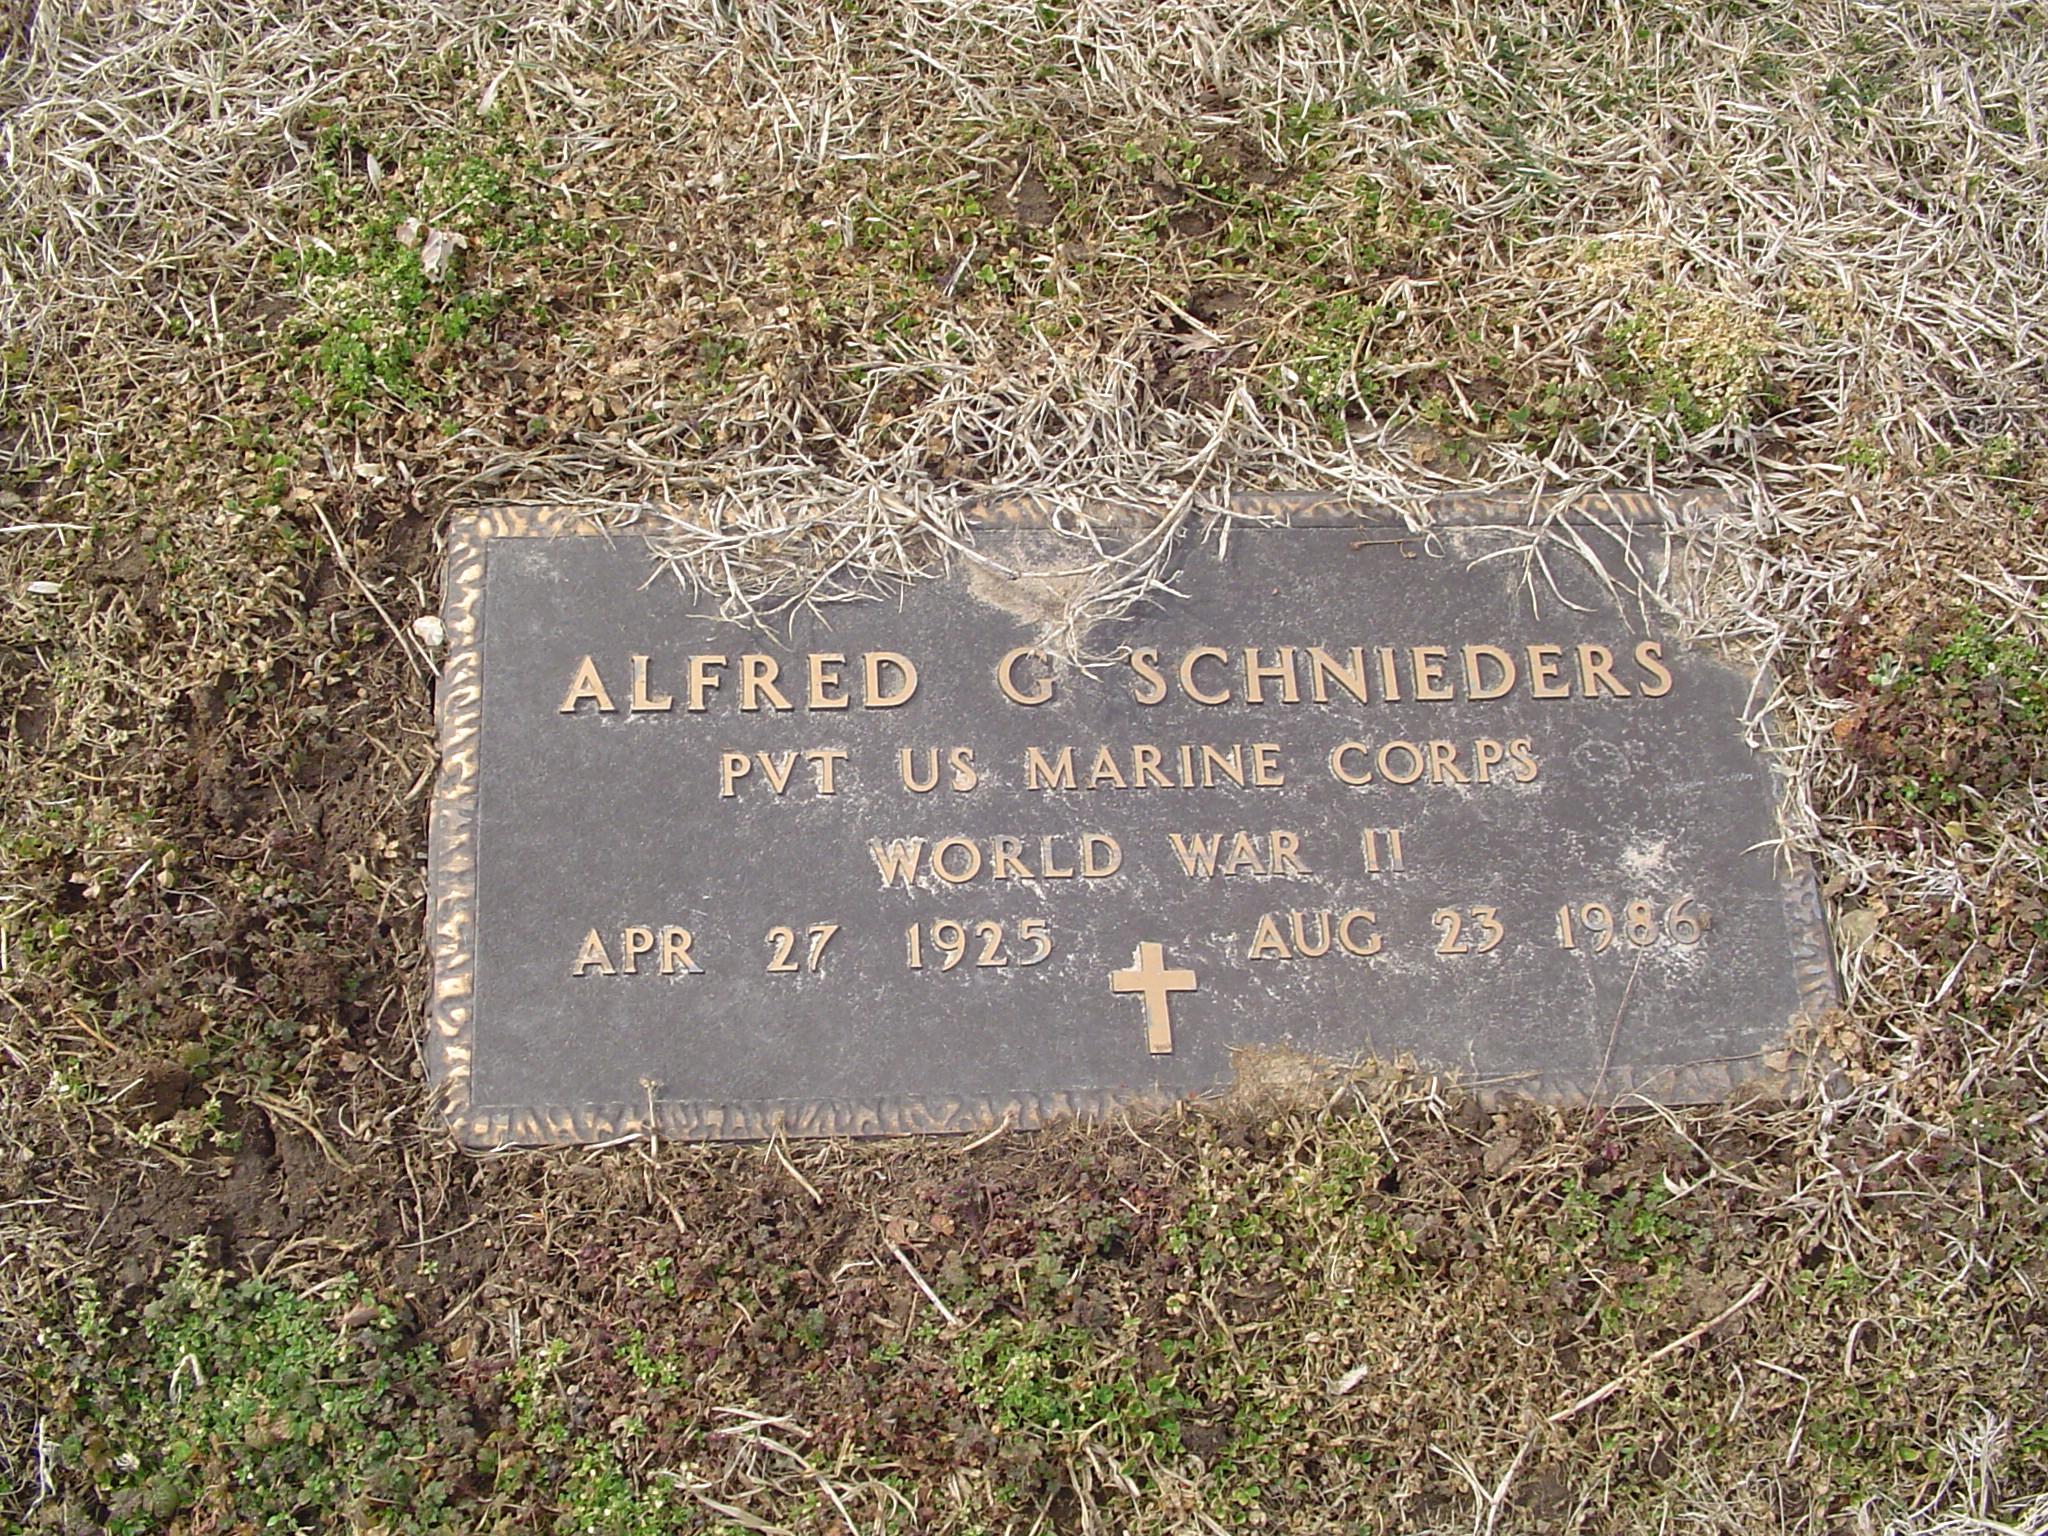 ALFRED G SCHNIEDERS
PVT US MARINE CORPS
WORLD WAR II
APR 27 1925 AUG 23 1986